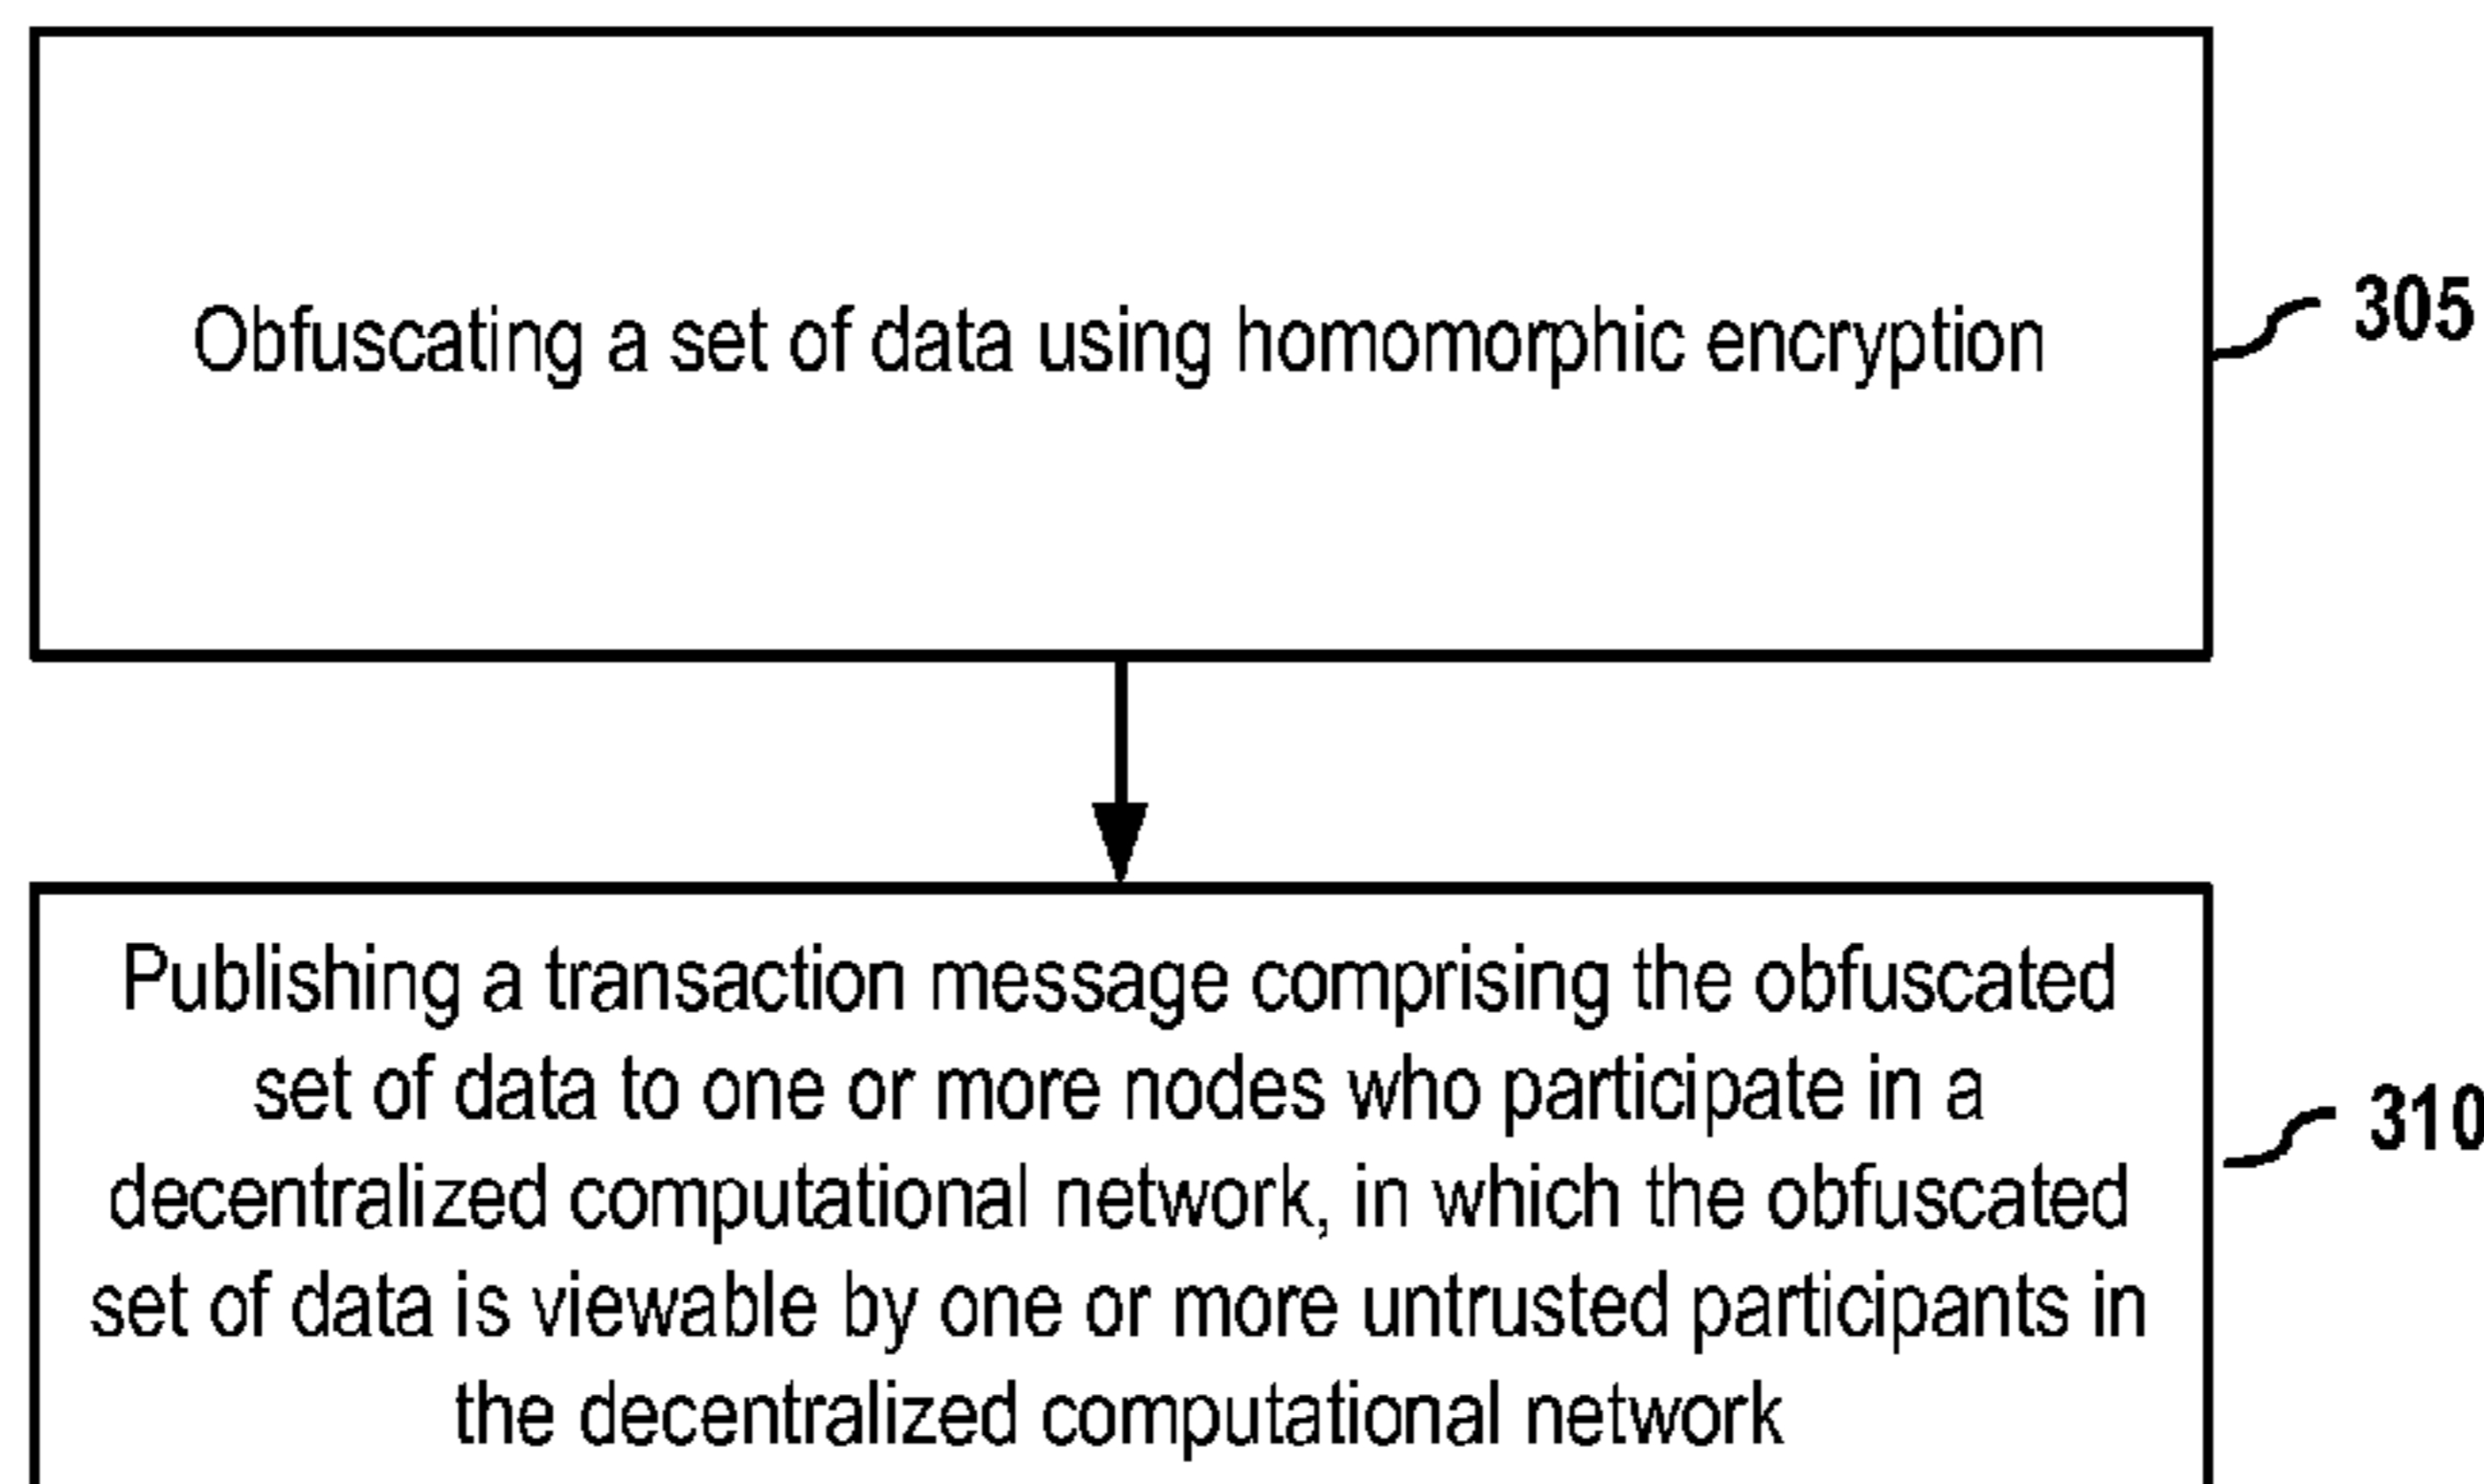 Obfuscating a set of data using homomorphic encryption
305
Publishing a transaction message comprising the obfuscated
set of data to one or more nodes who participate in a
decentralized computational network, in which the obfuscated
set of data is viewable by one or more untrusted participants in
the decentralized computational network
310